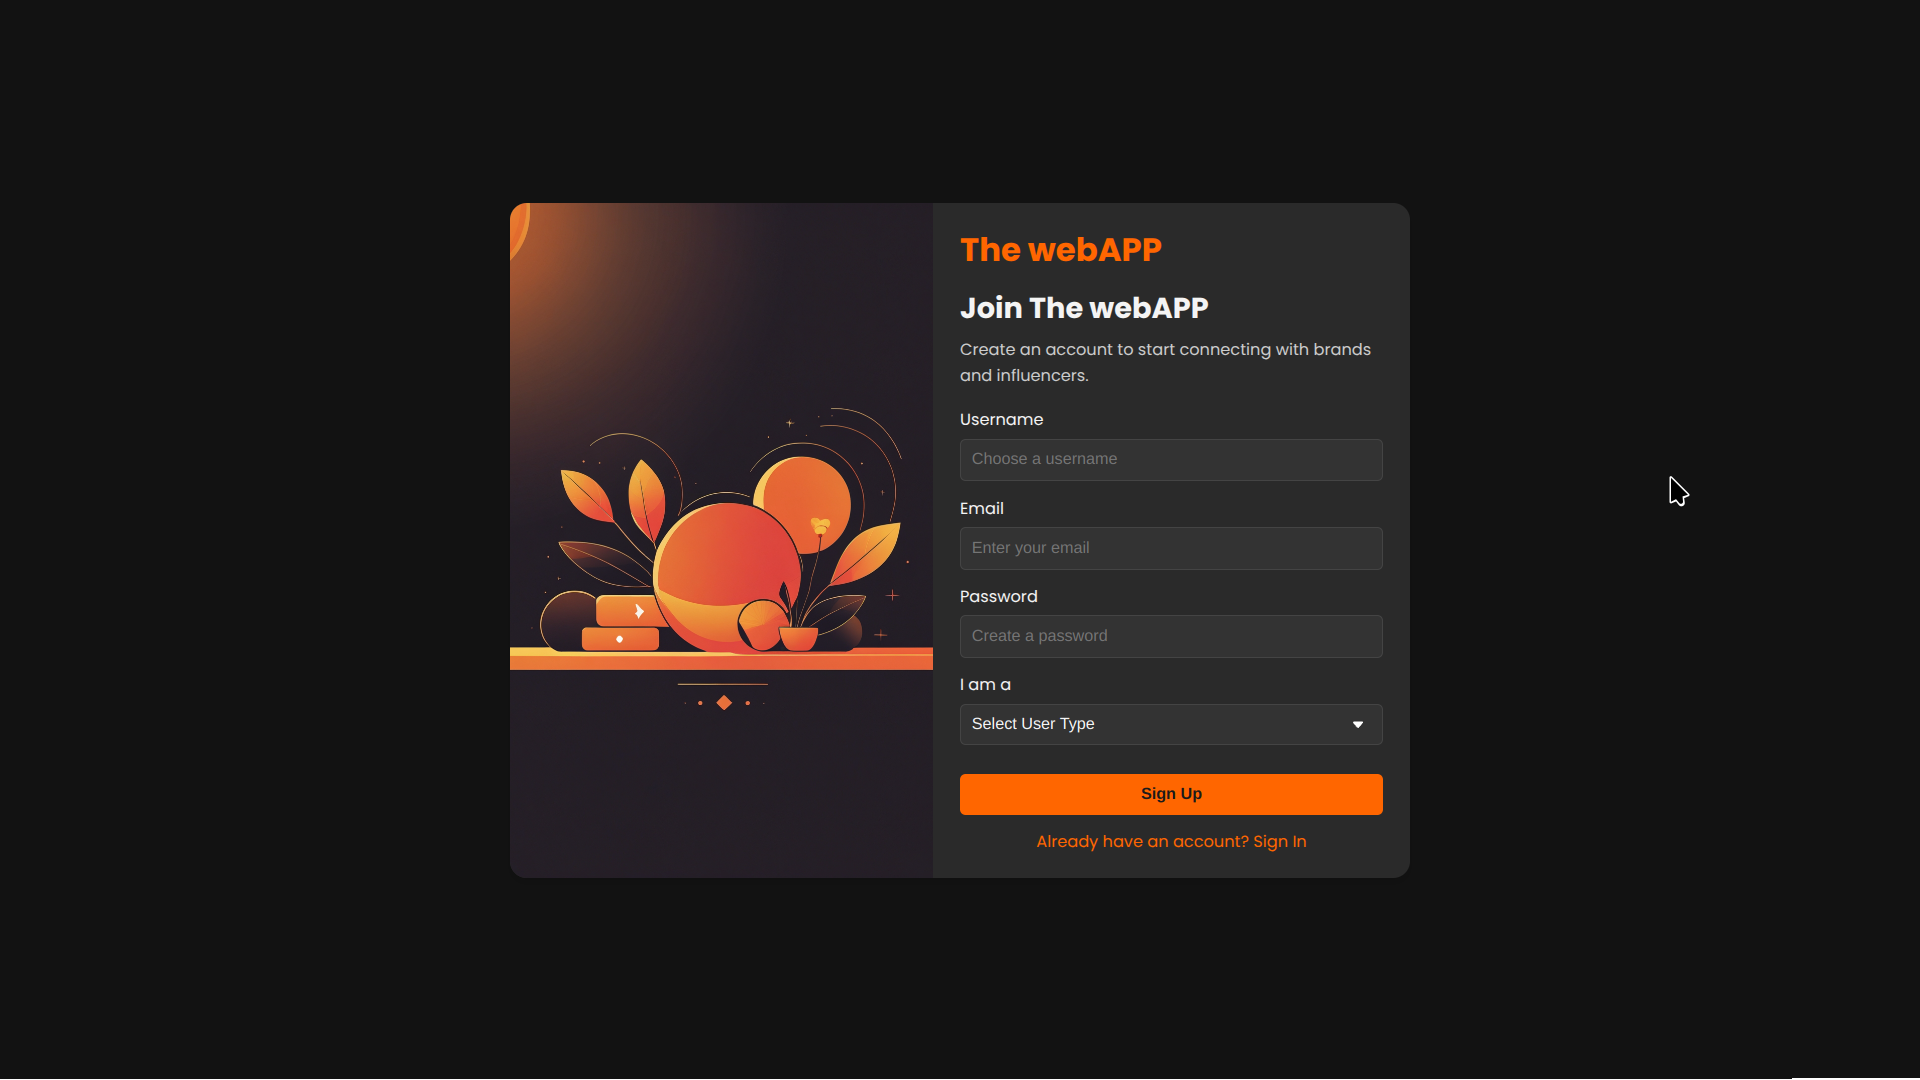 The webAPP
Join The webAPP
Create an account to start connecting with brands
and influencers.
Username
Choose a username
Email
Enter your email
Password
Create a password
I am a
Select User Type
Sign Up
Already have an account? Sign In